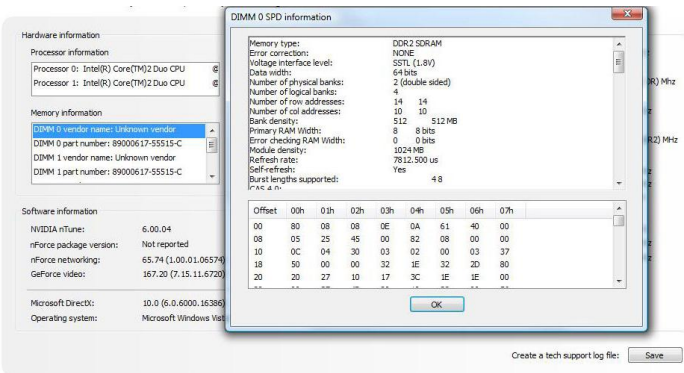 DIMM 0 SPD information
Hardware information
Processor information
Processor 0: Intel(R) Core(TM)2 Duo CPU @
Processor 1: Intel(R) Core(TM)2 Duo CPU @
Memory information
DIMM 0 vendor name: Unknown vendor
DIMM 0 part number: 89000617-55515-C
DIMM 1 vendor name: Unknown vendor
DIMM 1 part number: 89000617-55515-C
Software information
NVIDIA nTune: 6.00.04
nForce package version: Not reported
nForce networking: 65.74 (1.00.01.06574)
GeForce video: 167.20 (7.15.11.6720)
Microsoft DirectX: 10.0 (6.0.6000.16386)
Operating system: Microsoft Windows Vist
Memory type: DDR2 SDRAM
Error correction: NONE
Voltage interface level: SSTL (1.8V)
Data width: 64 bits
Number of physical banks: 2 (double sided)
Number of logical banks: 4
Number of row addresses: 14 14
Number of col addresses: 10 10
Bank density: 512 512 MB
Primary RAM Width: 8 8 bits
Error checking RAM Width: 0 0 bits
Module density: 1024 MB
Refresh rate: 7812.500 us
Self-refresh: Yes
Burst lengths supported: 4 8
CAS 4.0:
Offset 00h 01h 02h 03h 04h 05h 06h 07h
00 80 08 08 0E 0A 61 40 00
08 05 25 45 00 82 08 00 00
10 0C 04 30 03 02 00 03 37
18 50 00 00 32 1E 32 2D 80
20 20 27 10 17 3C 1E 1E 00
OK
R) Mhz
R2) MHz
Create a tech support log file: Save